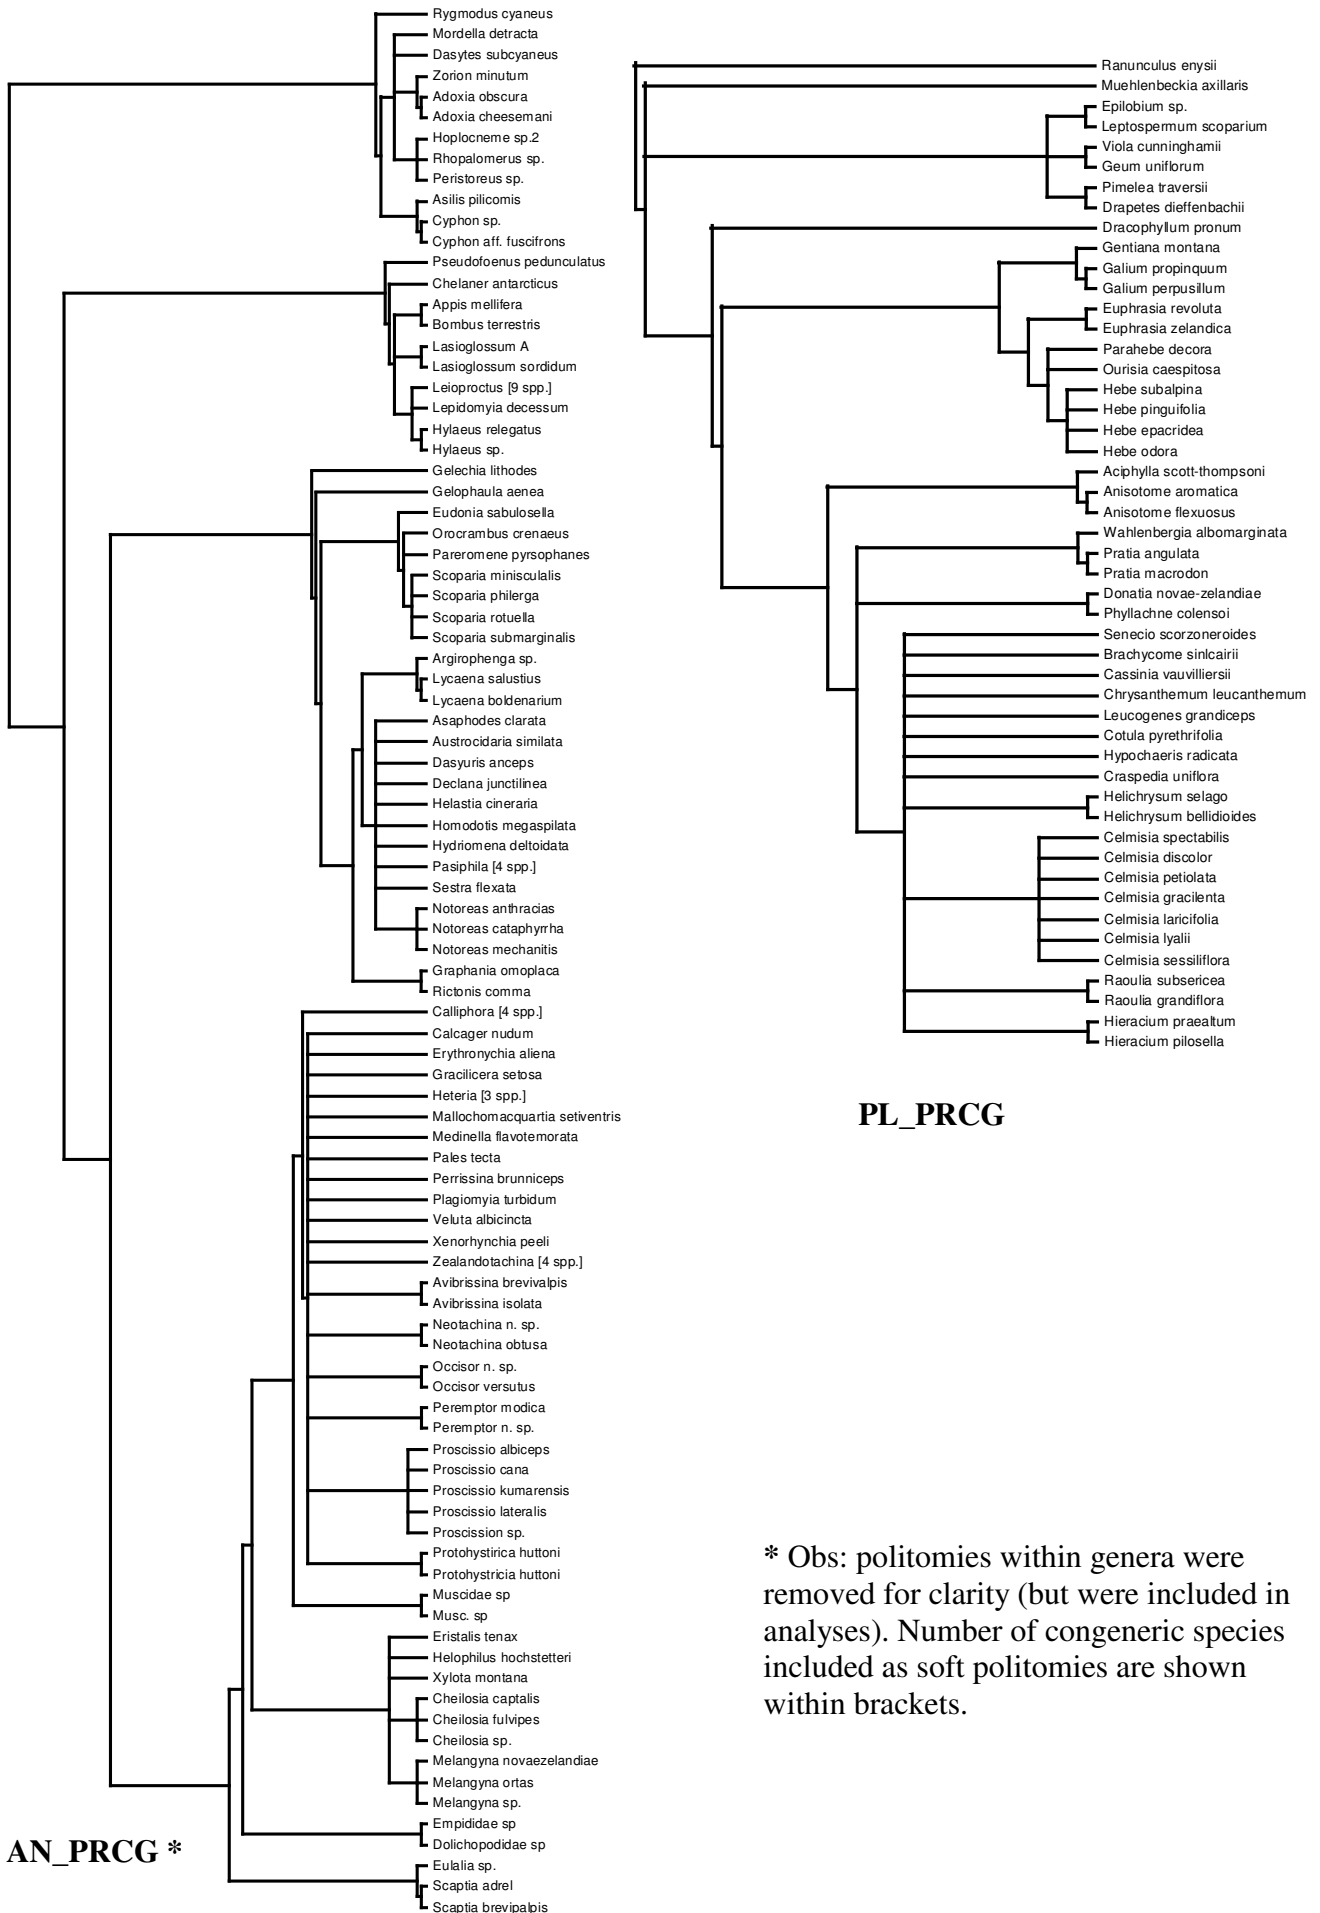 Rygmodus cyaneus
Mordella detracta
Dasytes subcyaneus
Zorion minutum
Adoxia obscura
Adoxia cheesemani
Hoplocneme sp.2
Rhopalomerus sp.
Peristoreus sp.
Asilis pilicomis
Cyphon sp.
Cyphon aff. fuscifrons
Pseudofoenus pedunculatus
Chelaner antarcticus
Appis mellifera
Bombus terrestris
Lasioglossum A
Lasioglossum sordidum
Leioproctus [9 spp.]
Lepidomyia decessum
Hylaeus relegatus
Hylaeus sp.
Gelechia lithodes
Gelophaula aenea
Eudonia sabulosella
Orocrambus crenaeus
Pareromene pyrsophanes
Scoparia minisculalis
Scoparia philerga
Scoparia rotuella
Scoparia submarginalis
Argirophenga sp.
Lycaena salustius
Lycaena boldenarium
Asaphodes clarata
Austrocidaria similata
Dasyuris anceps
Declana junctilinea
Helastia cineraria
Homodotis megaspilata
Hydriomena deltoidata
Pasiphila [4 spp.]
Sestra flexata
Notoreas anthracias
Notoreas cataphyrrha
Notoreas mechanitis
Graphania omoplaca
Rictonis comma
Calliphora [4 spp.]
Calcager nudum
Erythronychia aliena
Gracilicera setosa
Heteria [3 spp.]
Mallochomacquartia setiventris
Medinella flavotemorata
Pales tecta
Perrissina brunniceps
Plagiomyia turbidum
Veluta albicincta
Xenorhynchia peeli
Zealandotachina [4 spp.]
Avibrissina brevivalpis
Avibrissina isolata
Neotachina n. sp.
Neotachina obtusa
Occisor n. sp.
Occisor versutus
Peremptor modica
Peremptor n. sp.
Proscissio albiceps
Proscissio cana
Proscissio kumarensis
Proscissio lateralis
Proscission sp.
Protohystirica huttoni
Protohystricia huttoni
Muscidae sp
Musc. sp
Eristalis tenax
Helophilus hochstetteri
Xylota montana
Cheilosia captalis
Cheilosia fulvipes
Cheilosia sp.
Melangyna novaezelandiae
Melangyna ortas
Melangyna sp.
Empididae sp
Dolichopodidae sp
Eulalia sp.
Scaptia adrel
Scaptia brevipalpis
AN_PRCG *
Ranunculus enysii
Muehlenbeckia axillaris
Epilobium sp.
Leptospermum scoparium
Viola cunninghamii
Geum uniflorum
Pimelea traversii
Drapetes dieffenbachii
Dracophyllum pronum
Gentiana montana
Galium propinquum
Galium perpusillum
Euphrasia revoluta
Euphrasia zelandica
Parahebe decora
Ourisia caespitosa
Hebe subalpina
Hebe pinguifolia
Hebe epacridea
Hebe odora
Aciphylla scott-thompsoni
Anisotome aromatica
Anisotome flexuosus
Wahlenbergia albomarginata
Pratia angulata
Pratia macrodon
Donatia novae-zelandiae
Phyllachne colensoi
Senecio scorzoneroides
Brachycome sinlcairii
Cassinia vauvilliersii
Chrysanthemum leucanthemum
Leucogenes grandiceps
Cotula pyrethrifolia
Hypochaeris radicata
Craspedia uniflora
Helichrysum selago
Helichrysum bellidioides
Celmisia spectabilis
Celmisia discolor
Celmisia petiolata
Celmisia gracilenta
Celmisia laricifolia
Celmisia lyalii
Celmisia sessiliflora
Raoulia subsericea
Raoulia grandiflora
Hieracium praealtum
Hieracium pilosella
PL_PRCG
* Obs: politomies within genera were
removed for clarity (but were included in
analyses). Number of congeneric species
included as soft politomies are shown
within brackets.